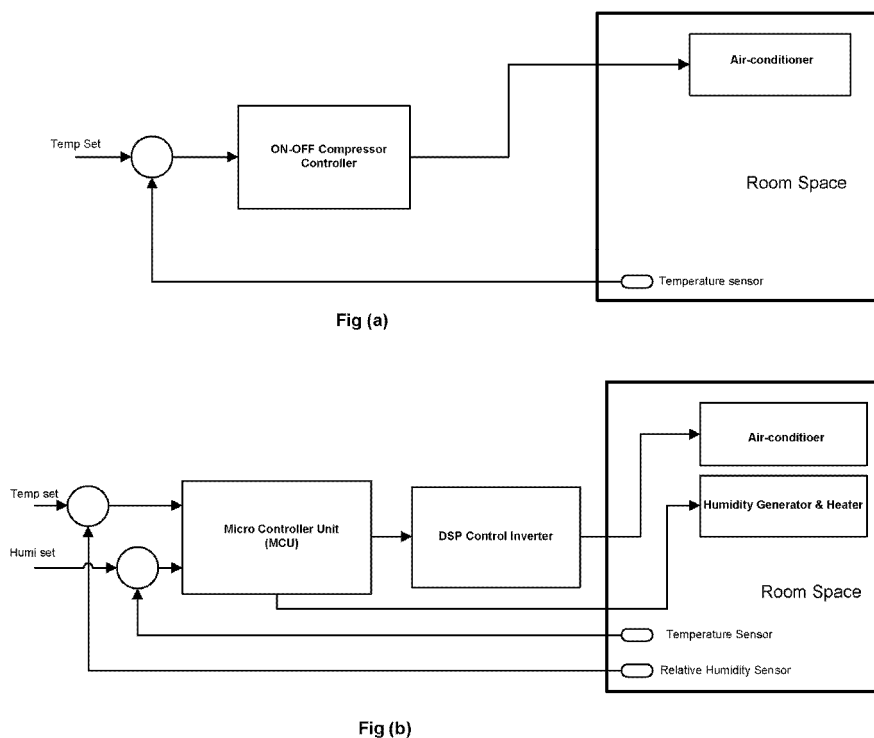 Air-conditioner
Temp Set
ON-OFF Compressor
Controller
Room Space
Temperature sensor
Fig (a)
Air-conditioer
Temp set
Humidity Generator & Heater
Micro Controller Unit
(MCU)
DSP Control Inverter
Humi set
Room Space
Temperature Sensor
Relative Humidity Sensor
Fig (b)